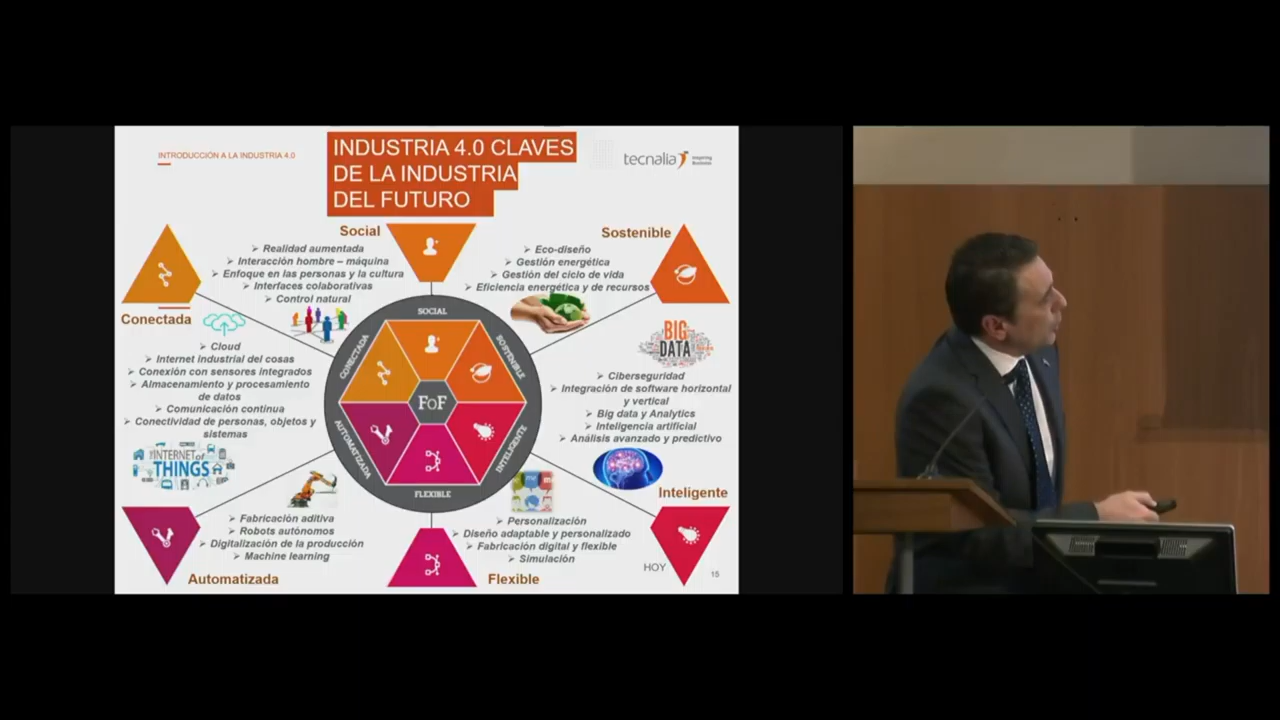 INTRODUCCIÓN A LA INDUSTRIA 4.0
INDUSTRIA 4.0 CLAVES
DE LA INDUSTRIA
DEL FUTURO
tecnalia
Inspiring
Business
Social
➢ Realidad aumentada
➢ Interacción hombre – máquina
➢ Enfoque en las personas y la cultura
➢ Interfaces colaborativas
➢ Control natural
Sostenible
➢ Eco-diseño
➢ Gestión energética
➢ Gestión del ciclo de vida
➢ Eficiencia energética y de recursos
Conectada
➢ Cloud
➢ Internet industrial del cosas
➢ Conexión con sensores integrados
➢ Almacenamiento y procesamiento
de datos
➢ Comunicación continua
➢ Conectividad de personas, objetos y
sistemas
INTERNET of
THINGS
SOCIAL
SOSTENIBLE
INTELIGENTE
FLEXIBLE
AUTOMATIZADA
CONECTADA
FOF
BIG
DATA
➢ Ciberseguridad
➢ Integración de software horizontal
y vertical
➢ Big data y Analytics
➢ Inteligencia artificial
➢ Análisis avanzado y predictivo
Inteligente
➢ Fabricación aditiva
➢ Robots autónomos
➢ Digitalización de la producción
➢ Machine learning
Automatizada
➢ Personalización
➢ Diseño adaptable y personalizado
➢ Fabricación digital y flexible
➢ Simulación
Flexible
HOY
15